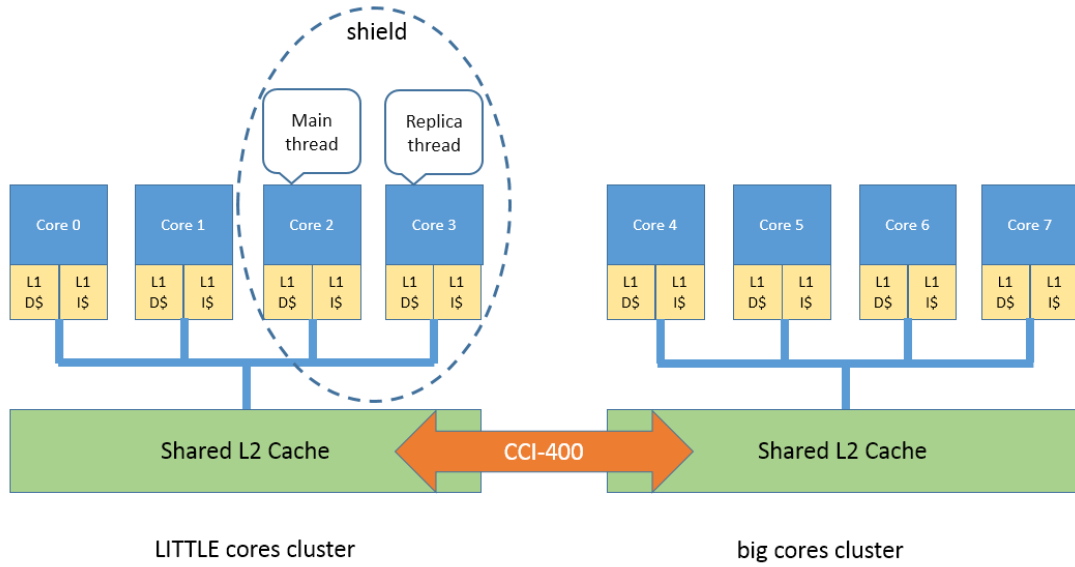 shield
Main
thread
Replica
thread
Core 0
Core 1
Core 2
Core 3
Core 4
Core 5
Core 6
Core 7
L1
D$
L1
I$
L1
D$
L1
I$
L1
D$
L1
I$
L1
D$
L1
I$
L1
D$
L1
I$
L1
D$
L1
I$
L1
D$
L1
I$
L1
D$
L1
I$
Shared L2 Cache
CCI-400
Shared L2 Cache
LITTLE cores cluster
big cores cluster